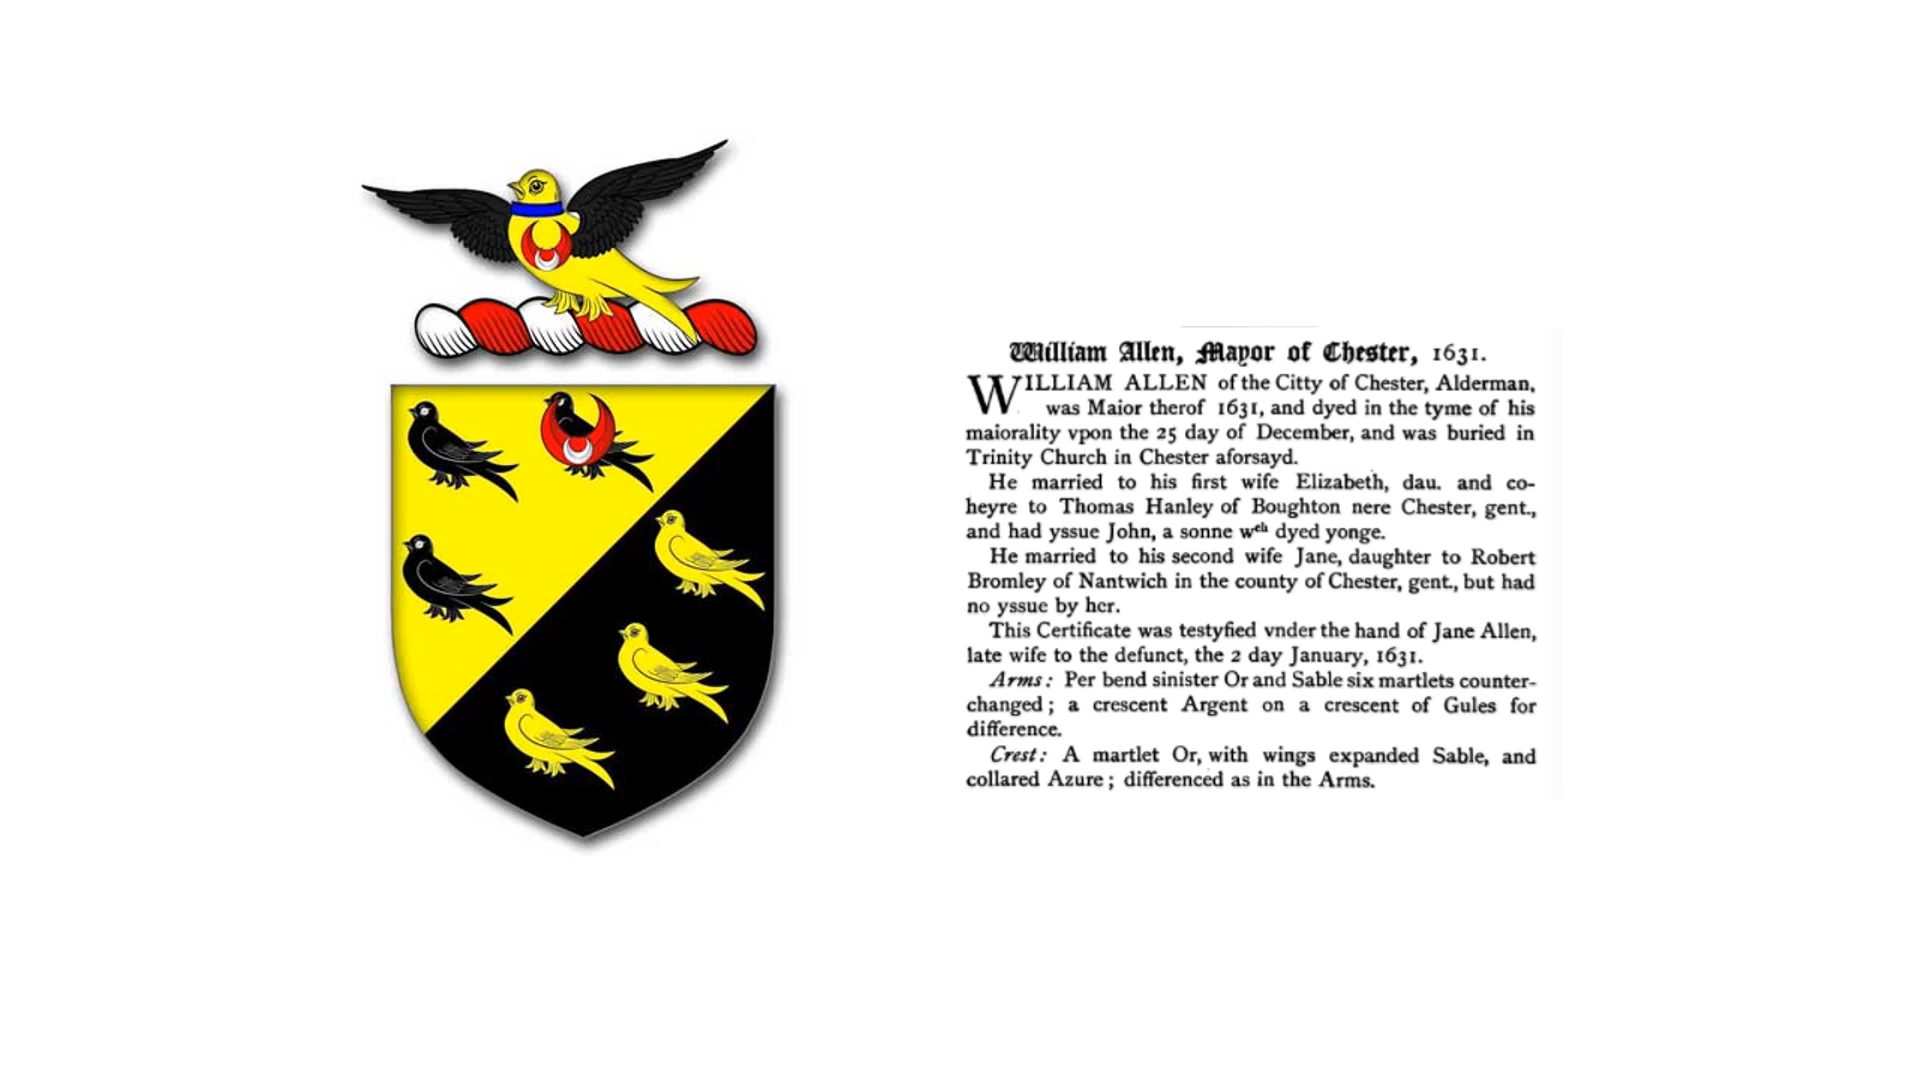 William Allen, Mayor of Chester, 1631.
WILLIAM ALLEN of the Citty of Chester, Alderman,
was Maior therof 1631, and dyed in the tyme of his
maiorality vpon the 25 day of December, and was buried in
Trinity Church in Chester aforsayd.
He married to his first wife Elizabeth, dau. and co-
heyre to Thomas Hanley of Boughton nere Chester, gent.,
and had yssue John, a sonne wch dyed yonge.
He married to his second wife Jane, daughter to Robert
Bromley of Nantwich in the county of Chester, gent., but had
no yssue by her.
This Certificate was testyfied vnder the hand of Jane Allen,
late wife to the defunct, the 2 day January, 1631.
Arms: Per bend sinister Or and Sable six martlets counter-
changed; a crescent Argent on a crescent of Gules for
difference.
Crest: A martlet Or, with wings expanded Sable, and
collared Azure; differenced as in the Arms.